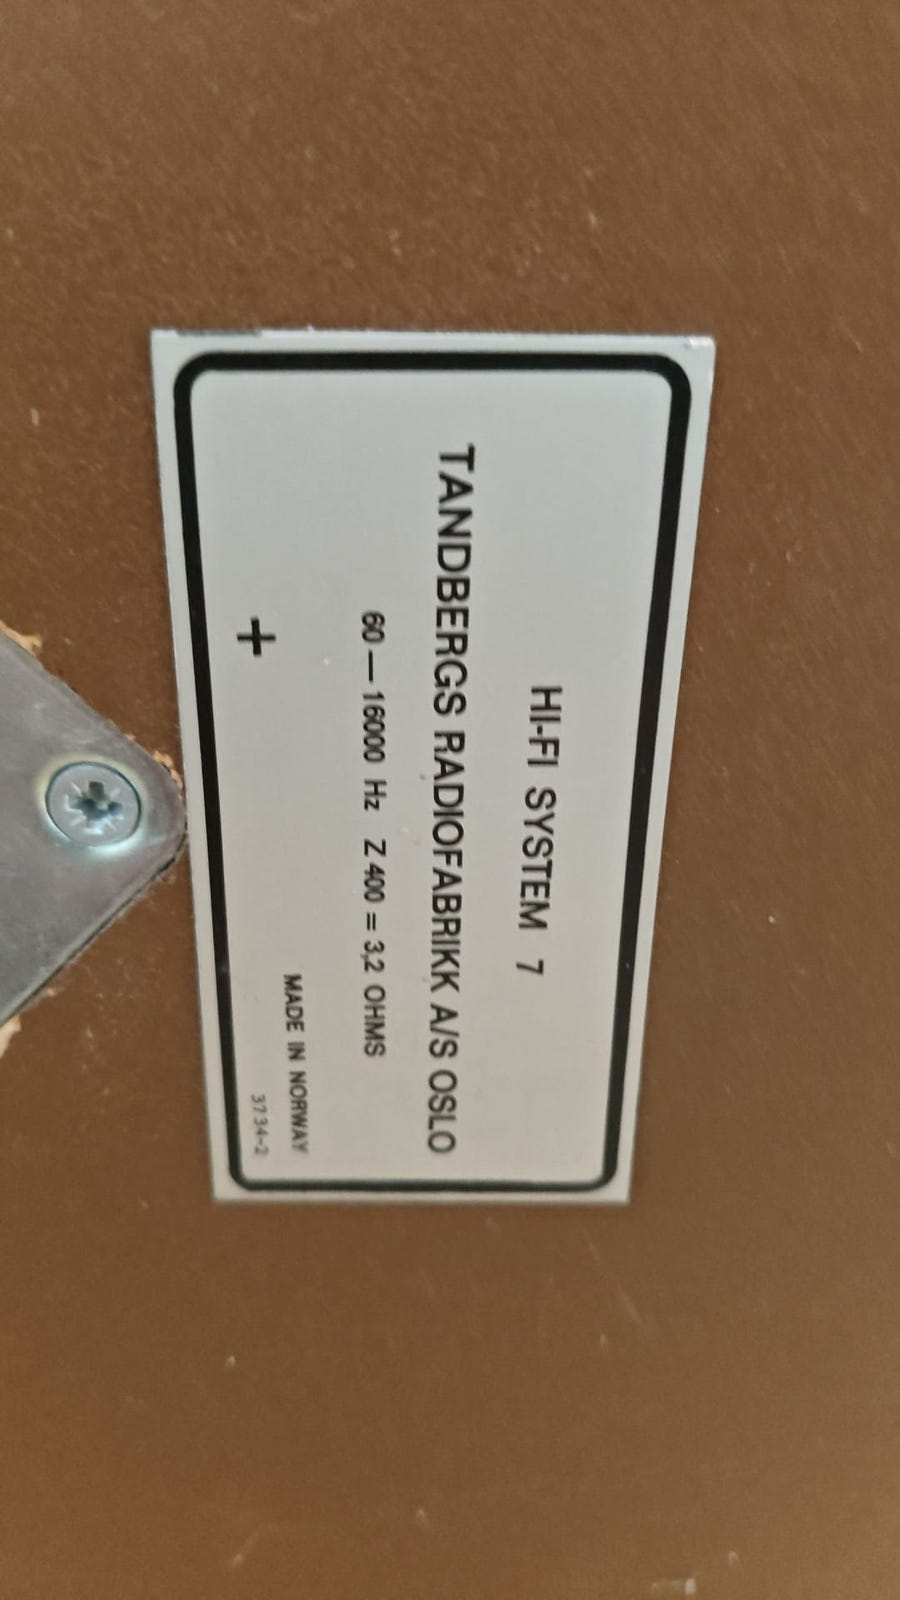 HI-FI SYSTEM 7
TANDBERGS RADIOFABRIKK A/S OSLO
60—16000 Hz Z 400 = 3,2 OHMS
MADE IN NORWAY
+
3734-2